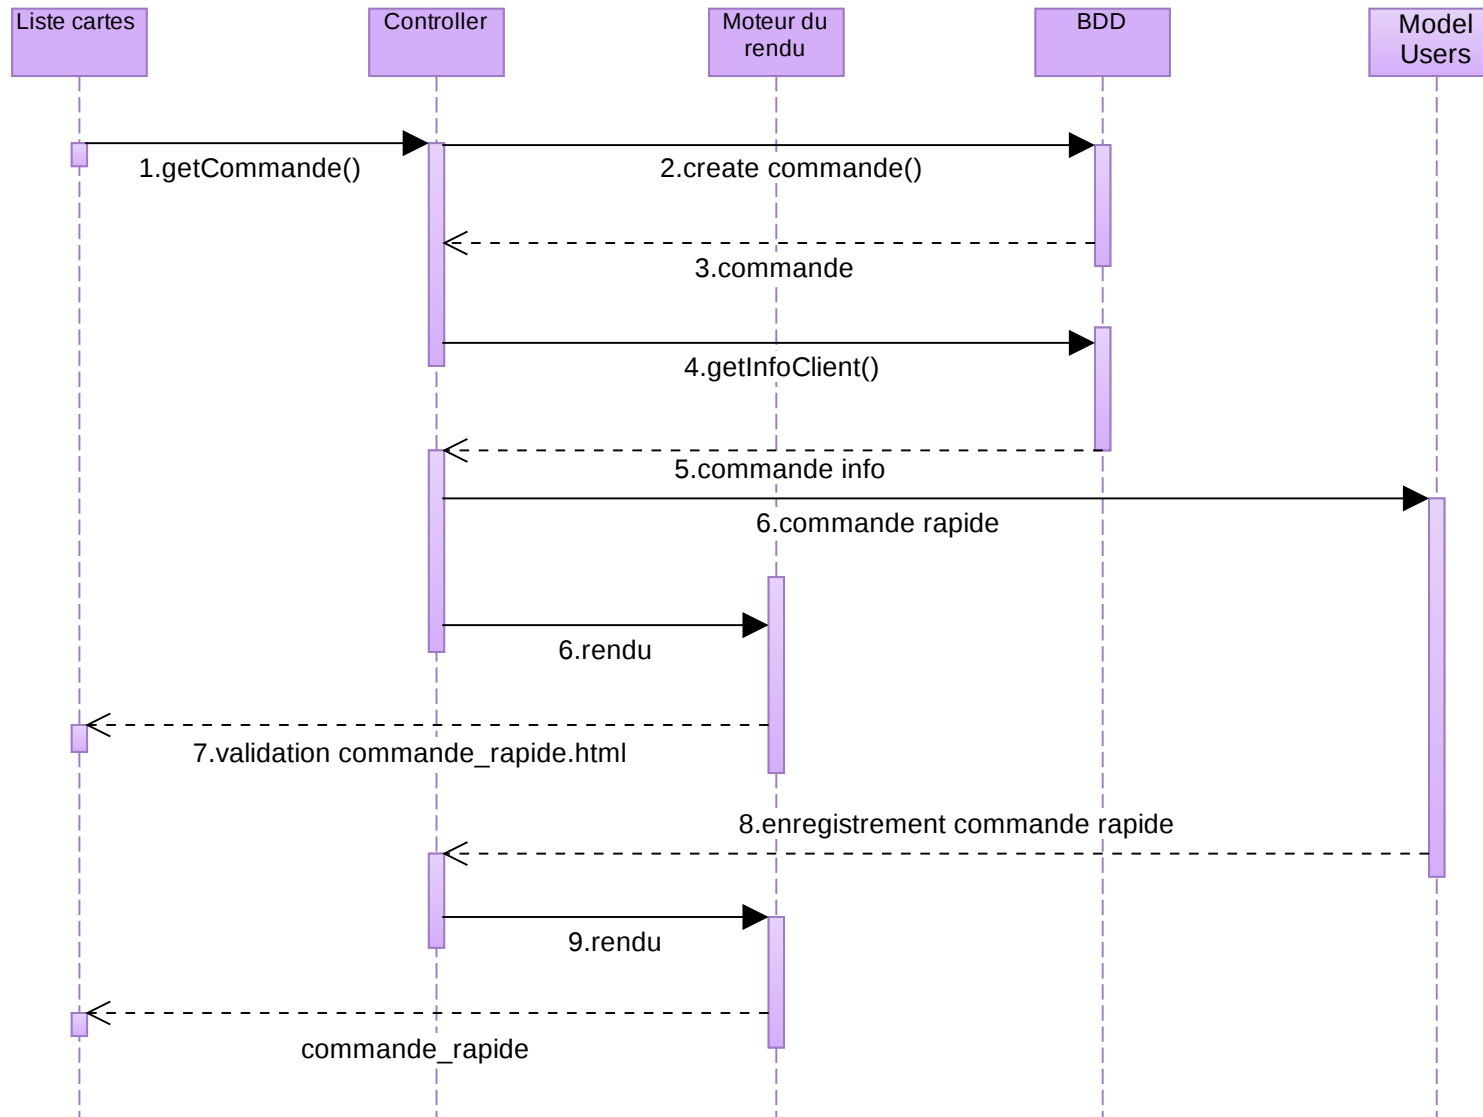 Liste cartes
Controller
Moteur du
rendu
BDD
Model
Users
1.getCommande()
2.create commande()
3.commande
4.getInfoClient()
5.commande info
6.commande rapide
6.rendu
7.validation commande_rapide.html
8.enregistrement commande rapide
9.rendu
commande_rapide